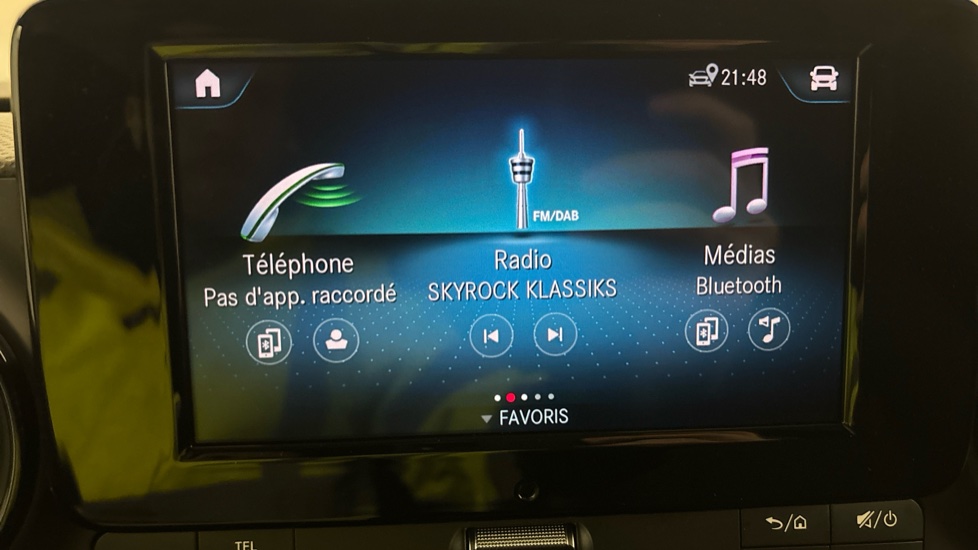 21:48
FM/DAB
Téléphone
Pas d'app. raccordé
Radio
SKYROCK KLASSIKS
Médias
Bluetooth
FAVORIS
TEL